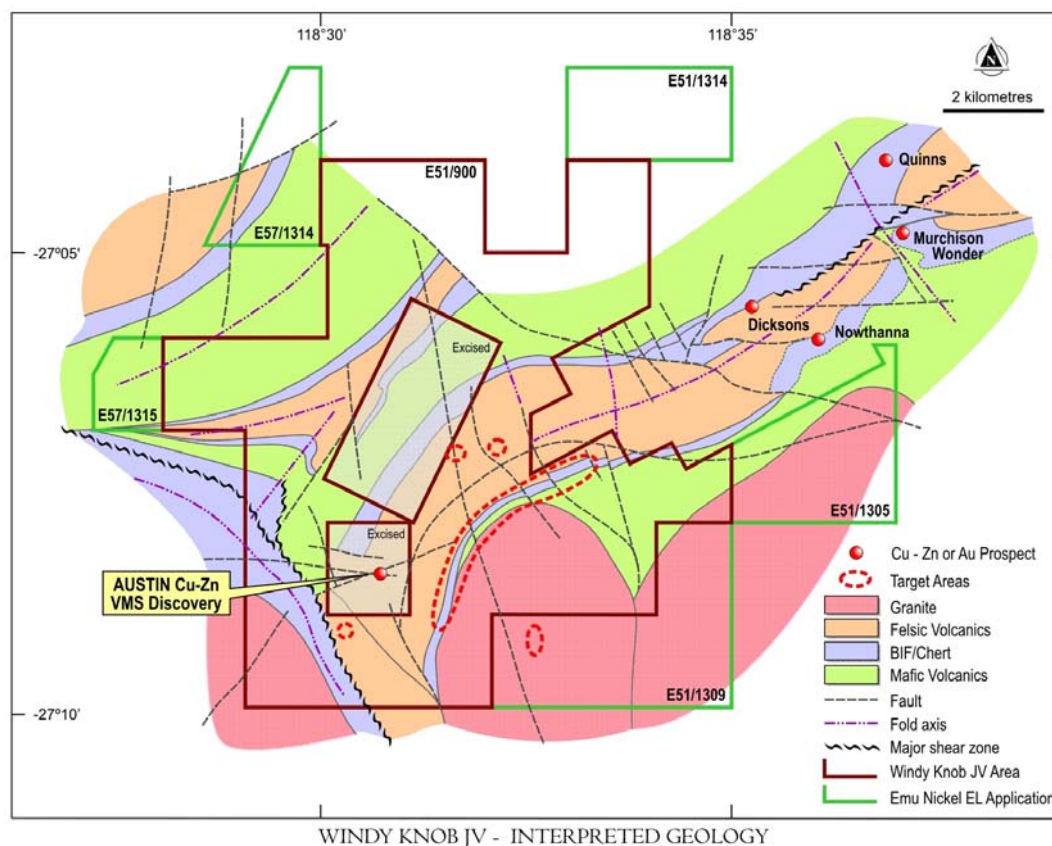 118°30'
118°35'
N
2 kilometres
E51/1314
E51/900
Quinns
E57/1314
Murchison
Wonder
-27°05'
Dicksons
Nowthanna
Excised
E57/1315
E51/1305
Excised
AUSTIN Cu-Zn
VMS Discovery
E51/1309
-27°10'
Cu - Zn or Au Prospect
Target Areas
Granite
Felsic Volcanics
BIF/Chert
Mafic Volcanics
Fault
Fold axis
Major shear zone
Windy Knob JV Area
Emu Nickel EL Application
WINDY KNOB JV - INTERPRETED GEOLOGY